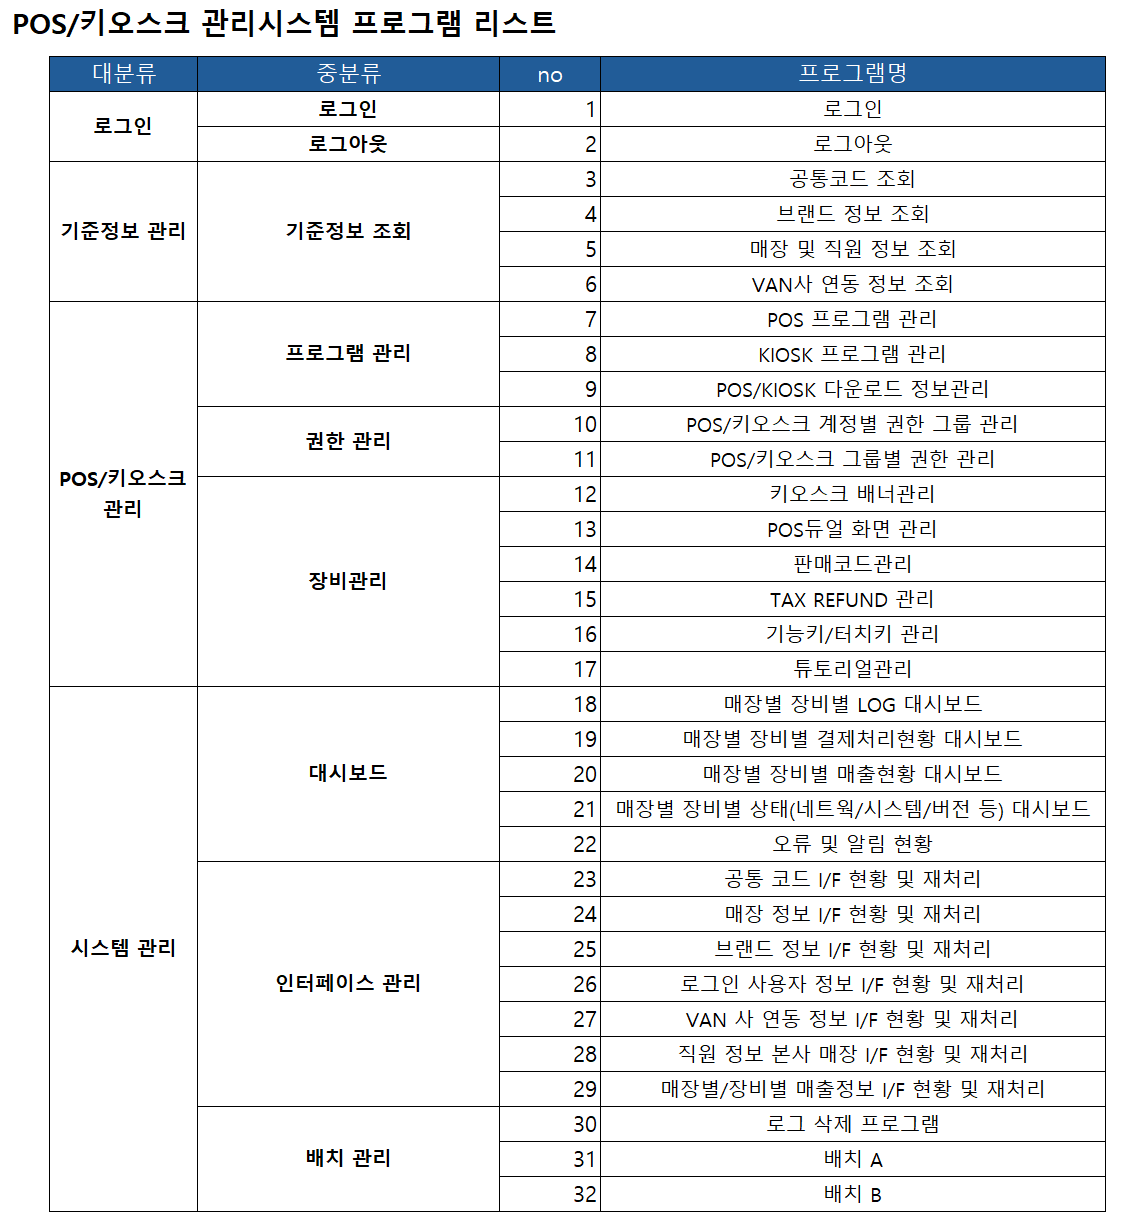 POS/키오스크 관리시스템 프로그램 리스트
대분류 중분류 no 프로그램명
로그인 로그인 1 로그인
로그아웃 2 로그아웃
기준정보 관리 기준정보 조회 3 공통코드 조회
4 브랜드 정보 조회
5 매장 및 직원 정보 조회
6 VAN사 연동 정보 조회
POS/키오스크
관리
프로그램 관리 7 POS 프로그램 관리
8 KIOSK 프로그램 관리
9 POS/KIOSK 다운로드 정보관리
권한 관리 10 POS/키오스크 계정별 권한 그룹 관리
11 POS/키오스크 그룹별 권한 관리
장비관리 12 키오스크 배너관리
13 POS듀얼 화면 관리
14 판매코드관리
15 TAX REFUND 관리
16 기능키/터치키 관리
17 튜토리얼관리
시스템 관리 대시보드 18 매장별 장비별 LOG 대시보드
19 매장별 장비별 결제처리현황 대시보드
20 매장별 장비별 매출현황 대시보드
21 매장별 장비별 상태(네트웍/시스템/버전 등) 대시보드
22 오류 및 알림 현황
인터페이스 관리 23 공통 코드 I/F 현황 및 재처리
24 매장 정보 I/F 현황 및 재처리
25 브랜드 정보 I/F 현황 및 재처리
26 로그인 사용자 정보 I/F 현황 및 재처리
27 VAN 사 연동 정보 I/F 현황 및 재처리
28 직원 정보 본사 매장 I/F 현황 및 재처리
29 매장별/장비별 매출정보 I/F 현황 및 재처리
배치 관리 30 로그 삭제 프로그램
31 배치 A
32 배치 B